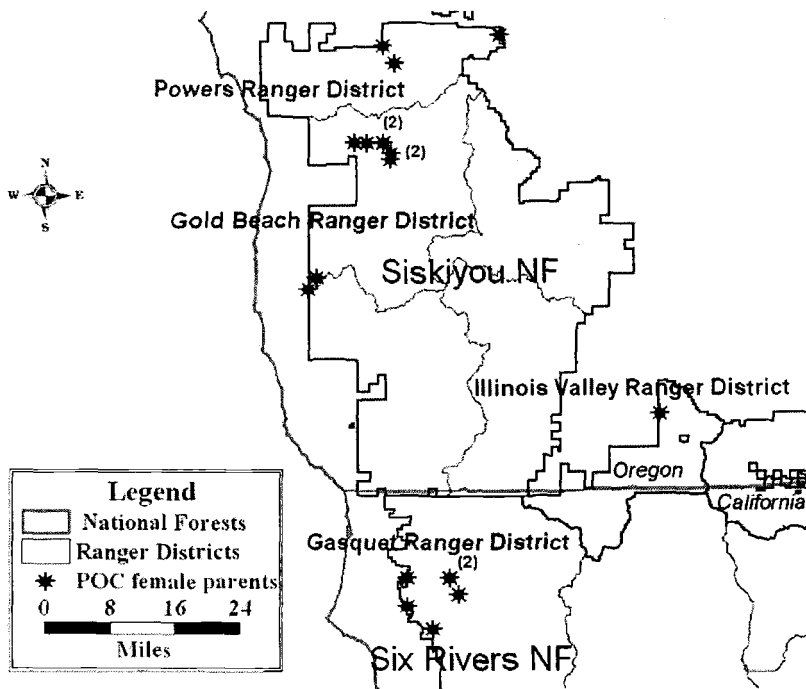 Powers Ranger District
(2)
(2)
N
W E
S
Gold Beach Ranger District
Siskiyou NF
Illinois Valley Ranger District
Oregon
California
Legend
National Forests
Ranger Districts
POC female parents
0 8 16 24
Miles
Gasquet Ranger District
(2)
Six Rivers NF